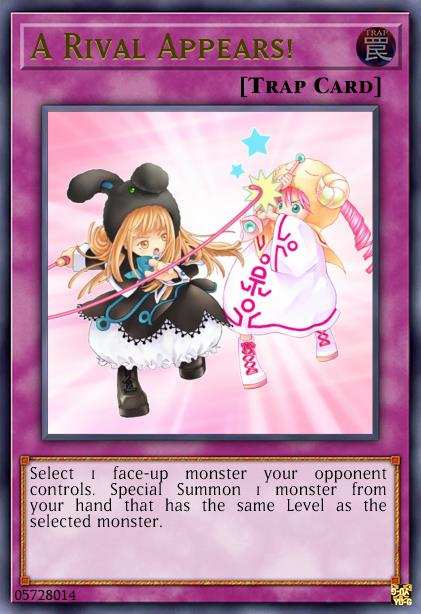 A Rival Appears!
TRAP
罠
[Trap Card]
Select 1 face-up monster your opponent
controls. Special Summon 1 monster from
your hand that has the same Level as the
selected monster.
05728014